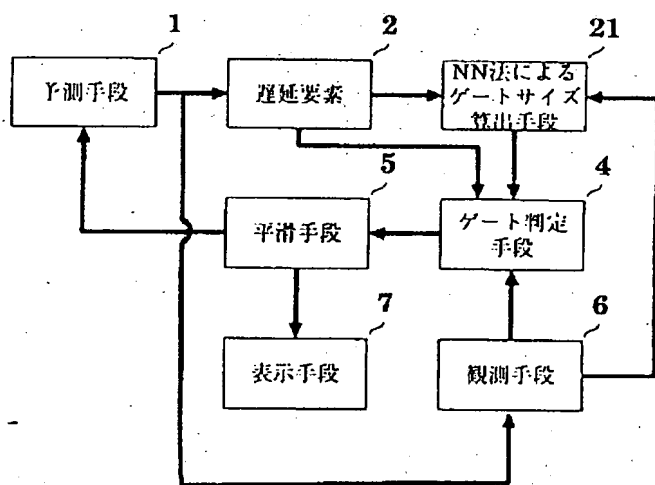 1
予測手段
2
遅延要素
21
NN法による
ゲートサイズ
算出手段
5
平滑手段
4
ゲート判定
手段
7
表示手段
6
観測手段